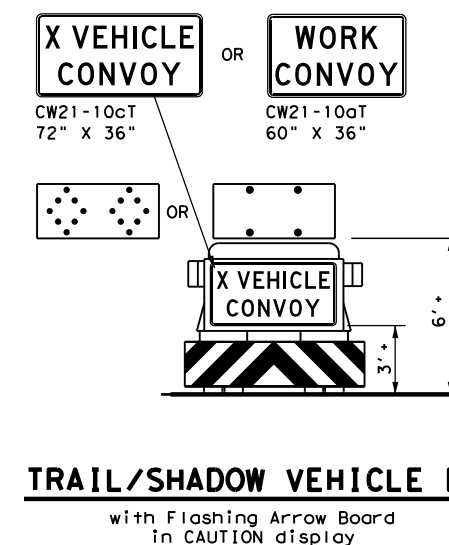 X VEHICLE
CONVOY
OR
WORK
CONVOY
CW21-10cT
72" X 36"
CW21-10aT
60" X 36"
OR
X VEHICLE
CONVOY
6' +
3' +
TRAIL/SHADOW VEHICLE
with Flashing Arrow Board
in CAUTION display